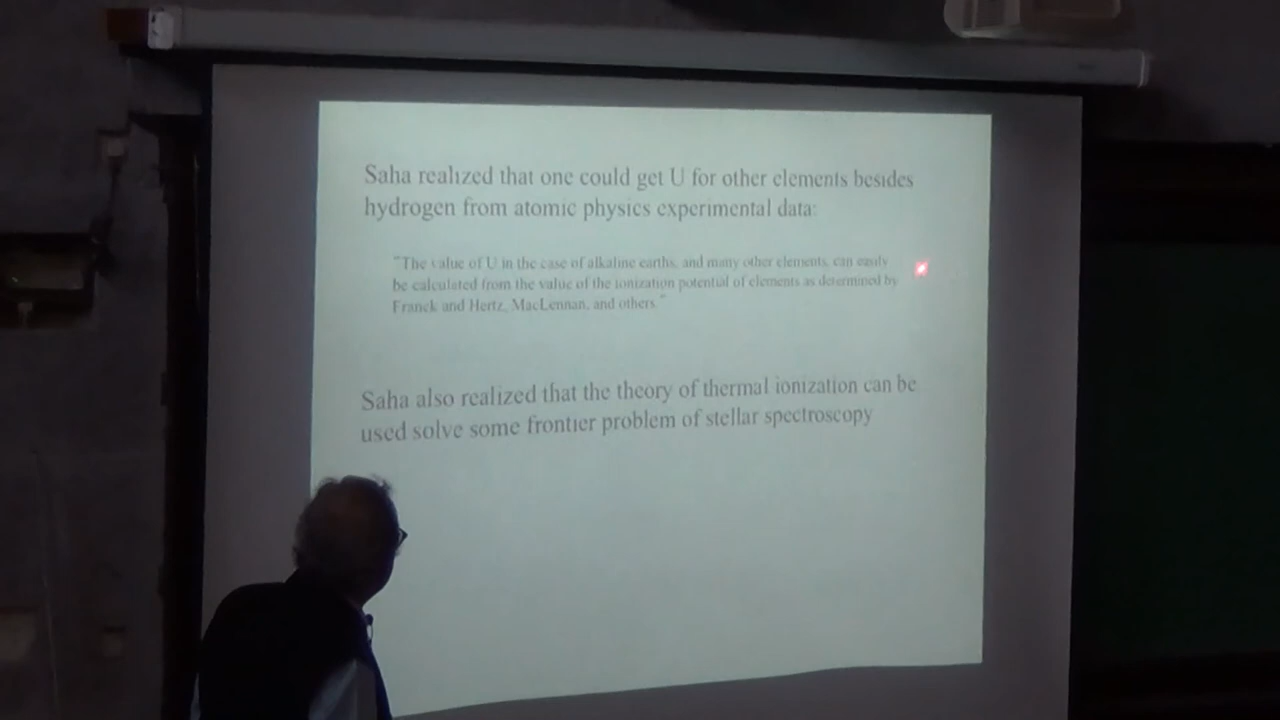 Saha realized that one could get U for other elements besides
hydrogen from atomic physics experimental data:
"The value of U in the case of alkaline earths, and many other elements, can easily
be calculated from the value of the ionization potential of elements as determined by
Franck and Hertz, MacLennan, and others."
Saha also realized that the theory of thermal ionization can be
used solve some frontier problem of stellar spectroscopy